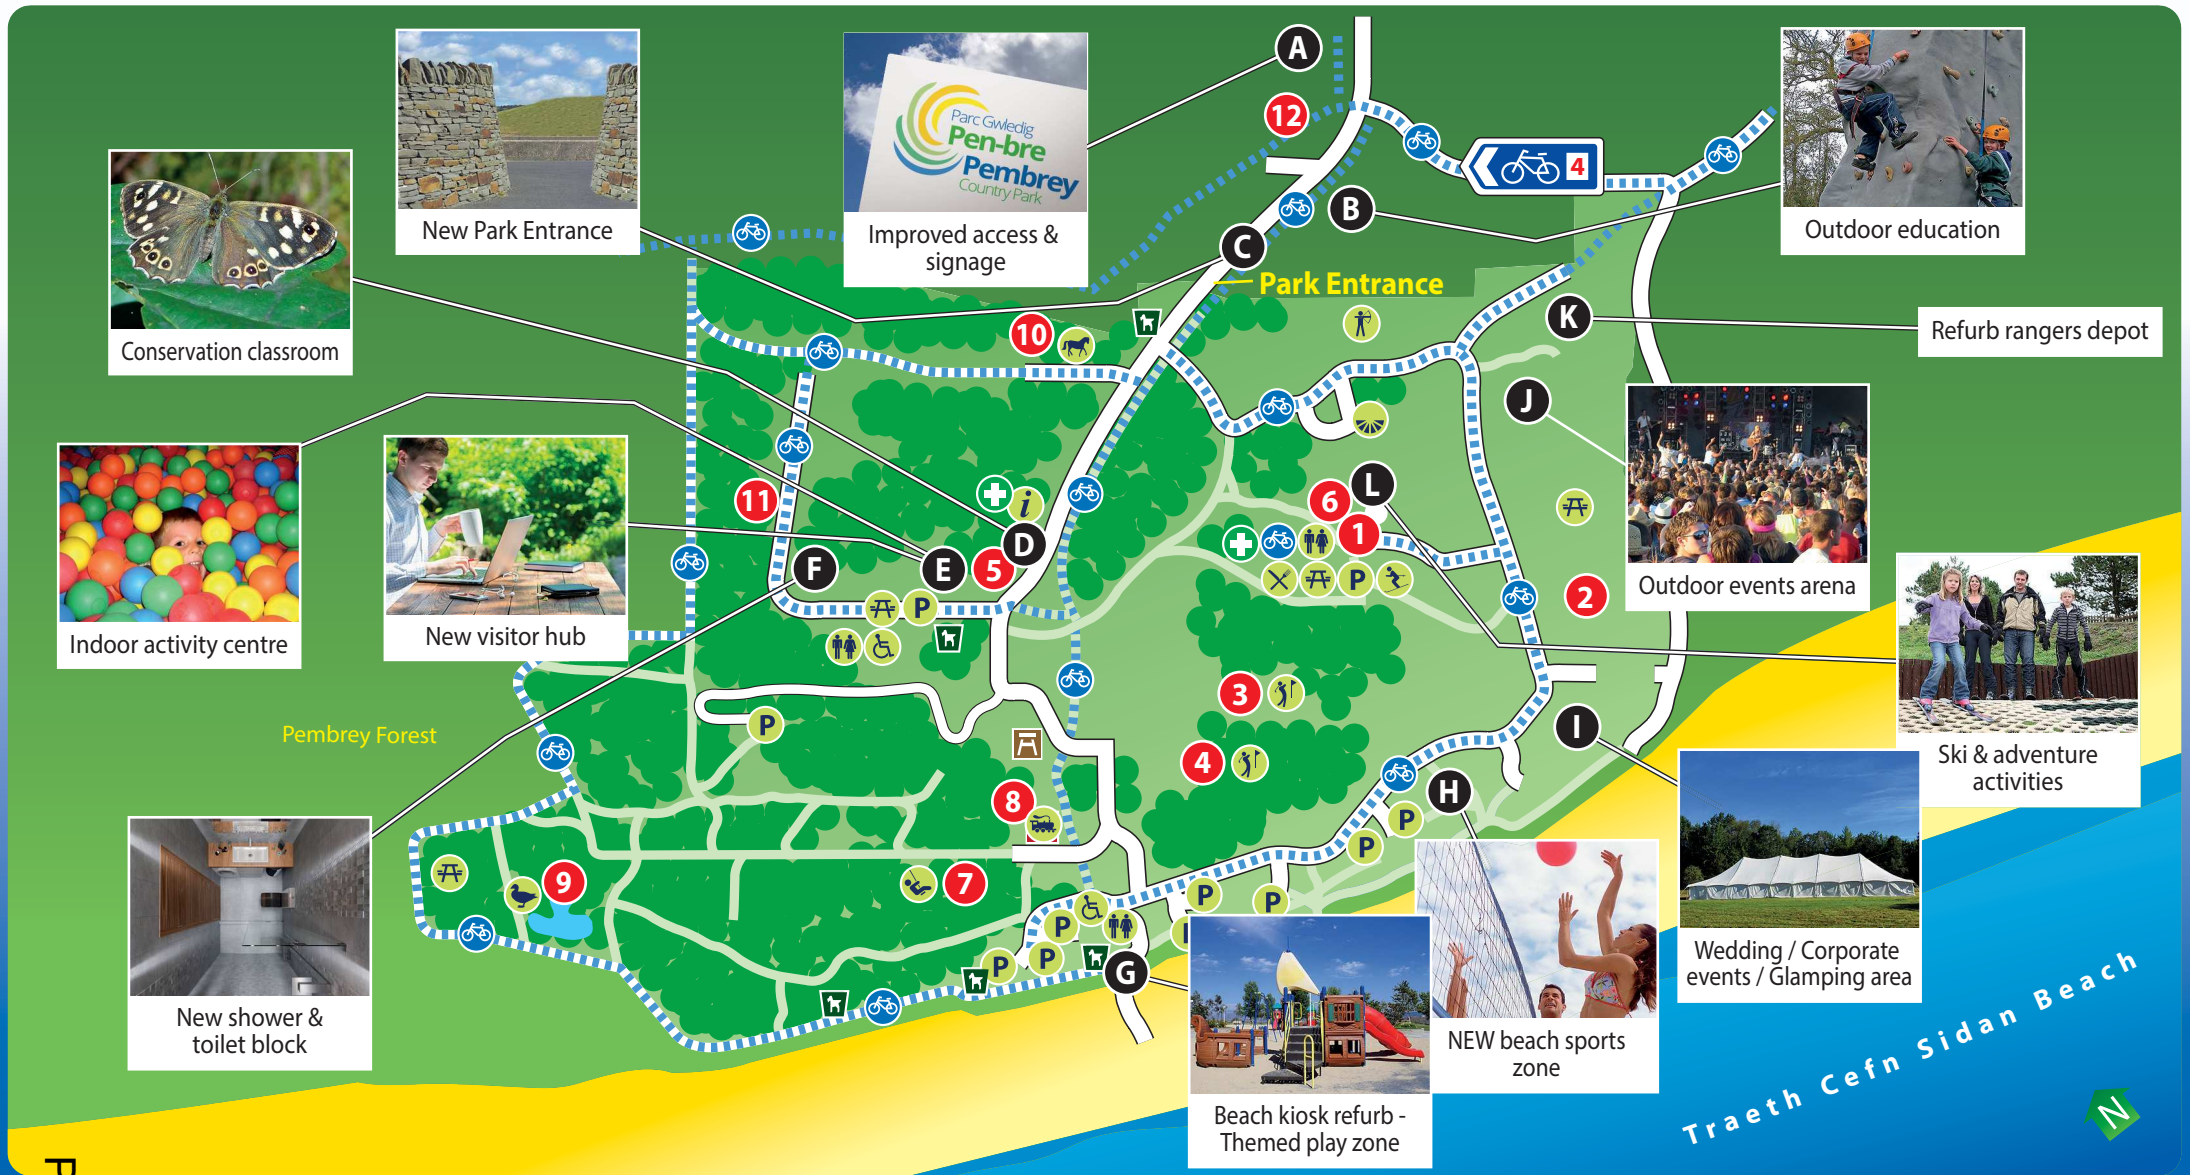 A
12
4
Parc Gwledig
Pen-bre
Pembrey
Country Park
Improved access &
signage
New Park Entrance
Outdoor education
B
C
Park Entrance
Conservation classroom
10
K
Refurb rangers depot
J
Outdoor events arena
Indoor activity centre
New visitor hub
11
i
D
E
5
F
P
L
6
1
P
2
Ski & adventure
activities
3
4
Pembrey Forest
P
I
H
8
P
P
7
9
P
P
P
P
P
G
New shower &
toilet block
Wedding / Corporate
events / Glamping area
NEW beach sports
zone
Beach kiosk refurb -
Themed play zone
Traeth Cefn Sidan Beach
N
P